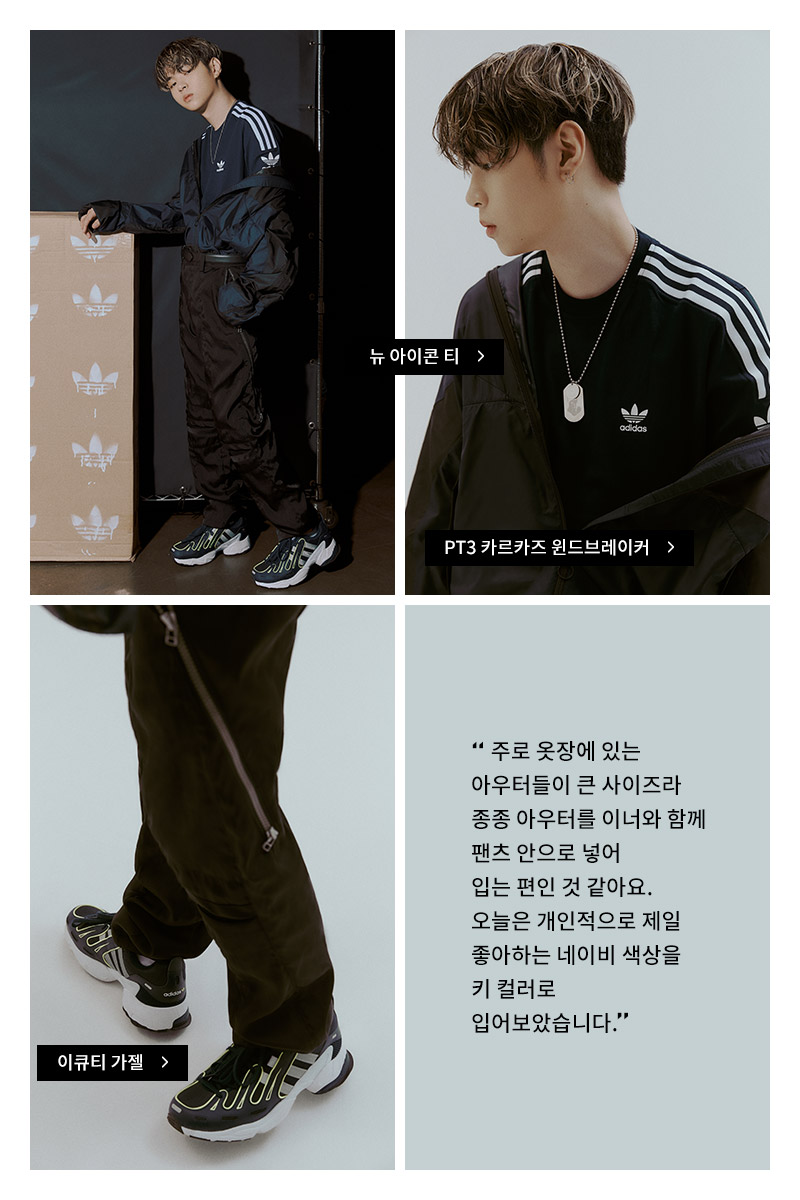 뉴 아이콘 티 >
adidas
PT3 카르카즈 윈드브레이커 >
adidas
이큐티 가젤 >
“ 주로 옷장에 있는
아우터들이 큰 사이즈라
종종 아우터를 이너와 함께
팬츠 안으로 넣어
입는 편인 것 같아요.
오늘은 개인적으로 제일
좋아하는 네이비 색상을
키 컬러로
입어보았습니다.”